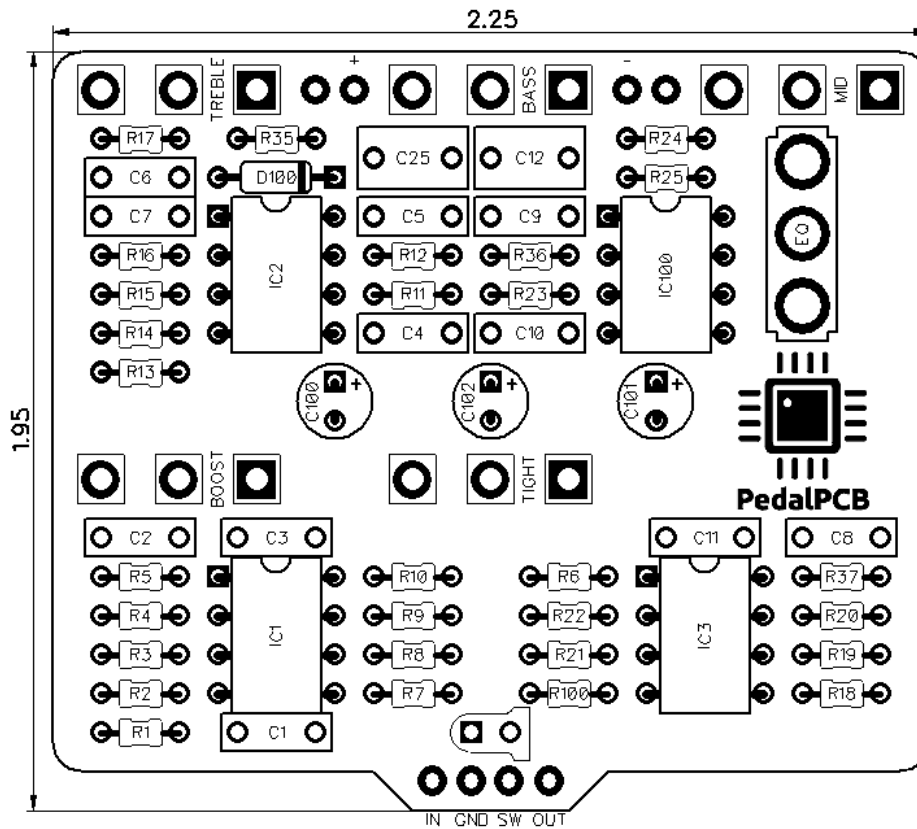 2.25
1.95
TREBLE
+
BASS
-
MID
R17
R35
R24
C6
D100
C25
C12
R25
C7
C5
C9
EQ
R16
IC2
R12
R36
IC100
R15
R11
R23
R14
C4
C10
R13
C100
+
C102
+
C101
+
BOOST
TIGHT
PedalPCB
C2
C3
C11
C8
R5
R10
R6
R37
R4
IC1
R9
R22
IC3
R20
R3
R8
R21
R19
R2
R7
R100
R18
R1
C1
IN GND SW OUT